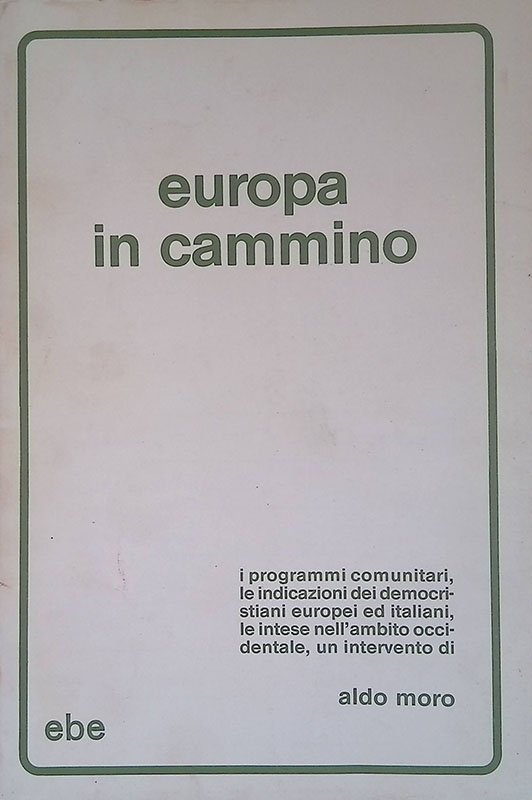 europa
in cammino
i programmi comunitari,
le indicazioni dei democri-
stiani europei ed italiani,
le intese nell'ambito occi-
dentale, un intervento di
aldo moro
ebe